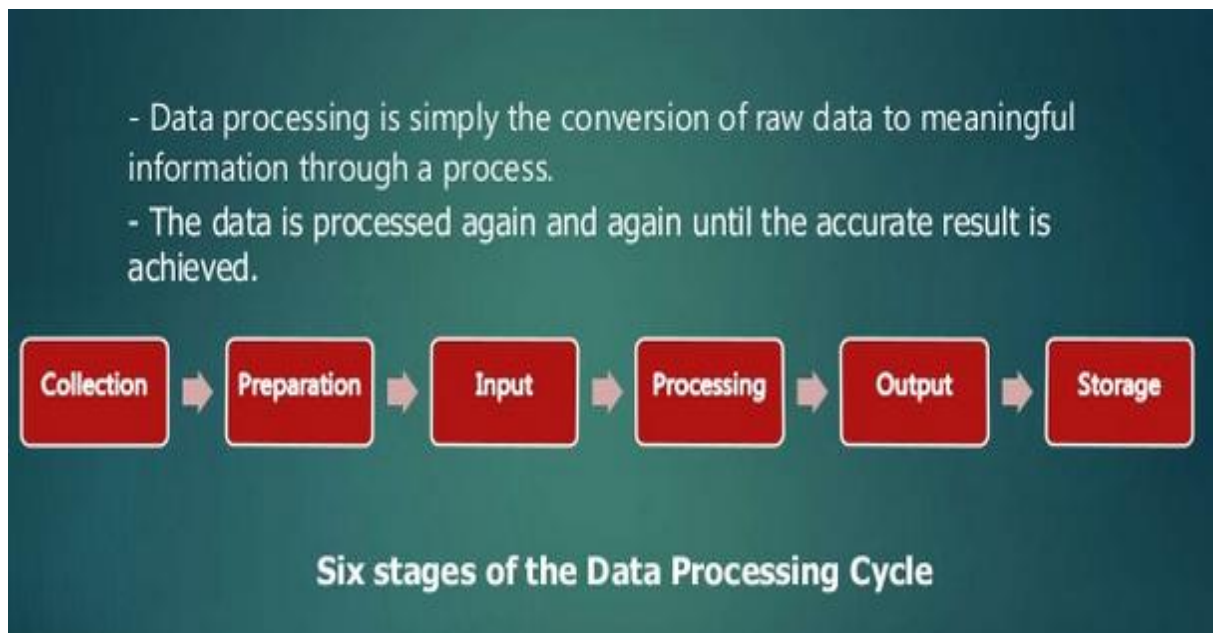 - Data processing is simply the conversion of raw data to meaningful
information through a process.
- The data is processed again and again until the accurate result is
achieved.
Collection
Preparation
Input
Processing
Output
Storage
Six stages of the Data Processing Cycle